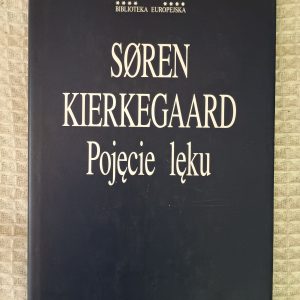 BIBLIOTEKA EUROPEJSKA
SØREN
KIERKEGAARD
Pojęcie lęku